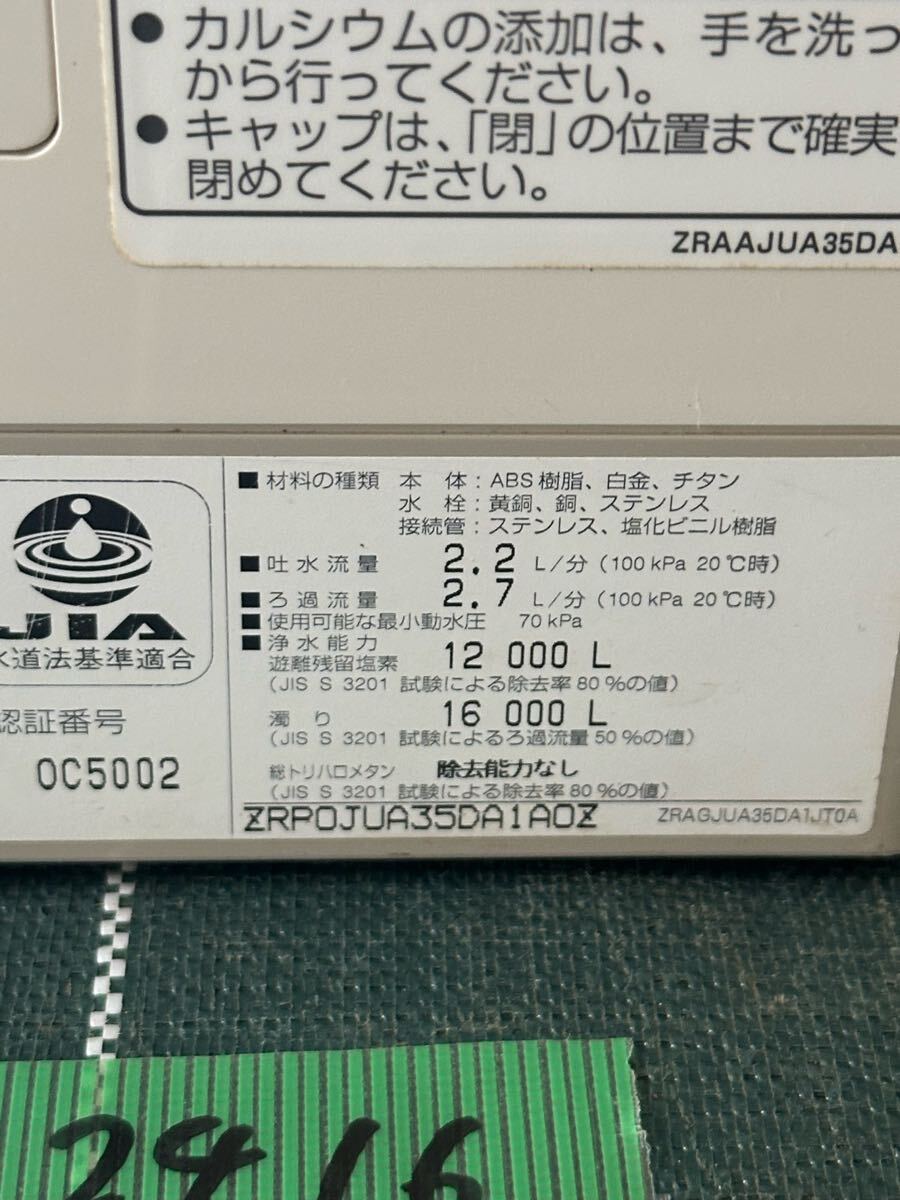 ● カルシウムの添加は、手を洗っ
から行ってください。
● キャップは、「閉」の位置まで確実
閉めてください。
ZRAAJUA35DA
JIA
水道法基準適合
認証番号
OC5002
■ 材料の種類 本 体 : ABS樹脂、白金、チタン
水 栓 : 黄銅、銅、ステンレス
接続管 : ステンレス、塩化ビニル樹脂
■ 吐水流量 2.2 L/分 (100 kPa 20℃時)
■ ろ過流量 2.7 L/分 (100 kPa 20℃時)
■ 使用可能な最小動水圧 70 kPa
■ 浄水能力
遊離残留塩素 12 000 L
(JIS S 3201 試験による除去率80%の値)
濁り 16 000 L
(JIS S 3201 試験によるろ過流量50%の値)
総トリハロメタン 除去能力なし
(JIS S 3201 試験による除去率80%の値)
ZRP0JUA35DA1A0Z ZRAGJUA35DA1JT0A
2416